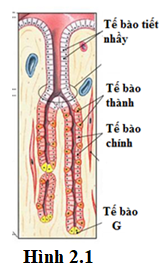 Tế bào tiết
nhầy
Tế bào
thành
Tế bào
chính
Tế bào
G
Hình 2.1